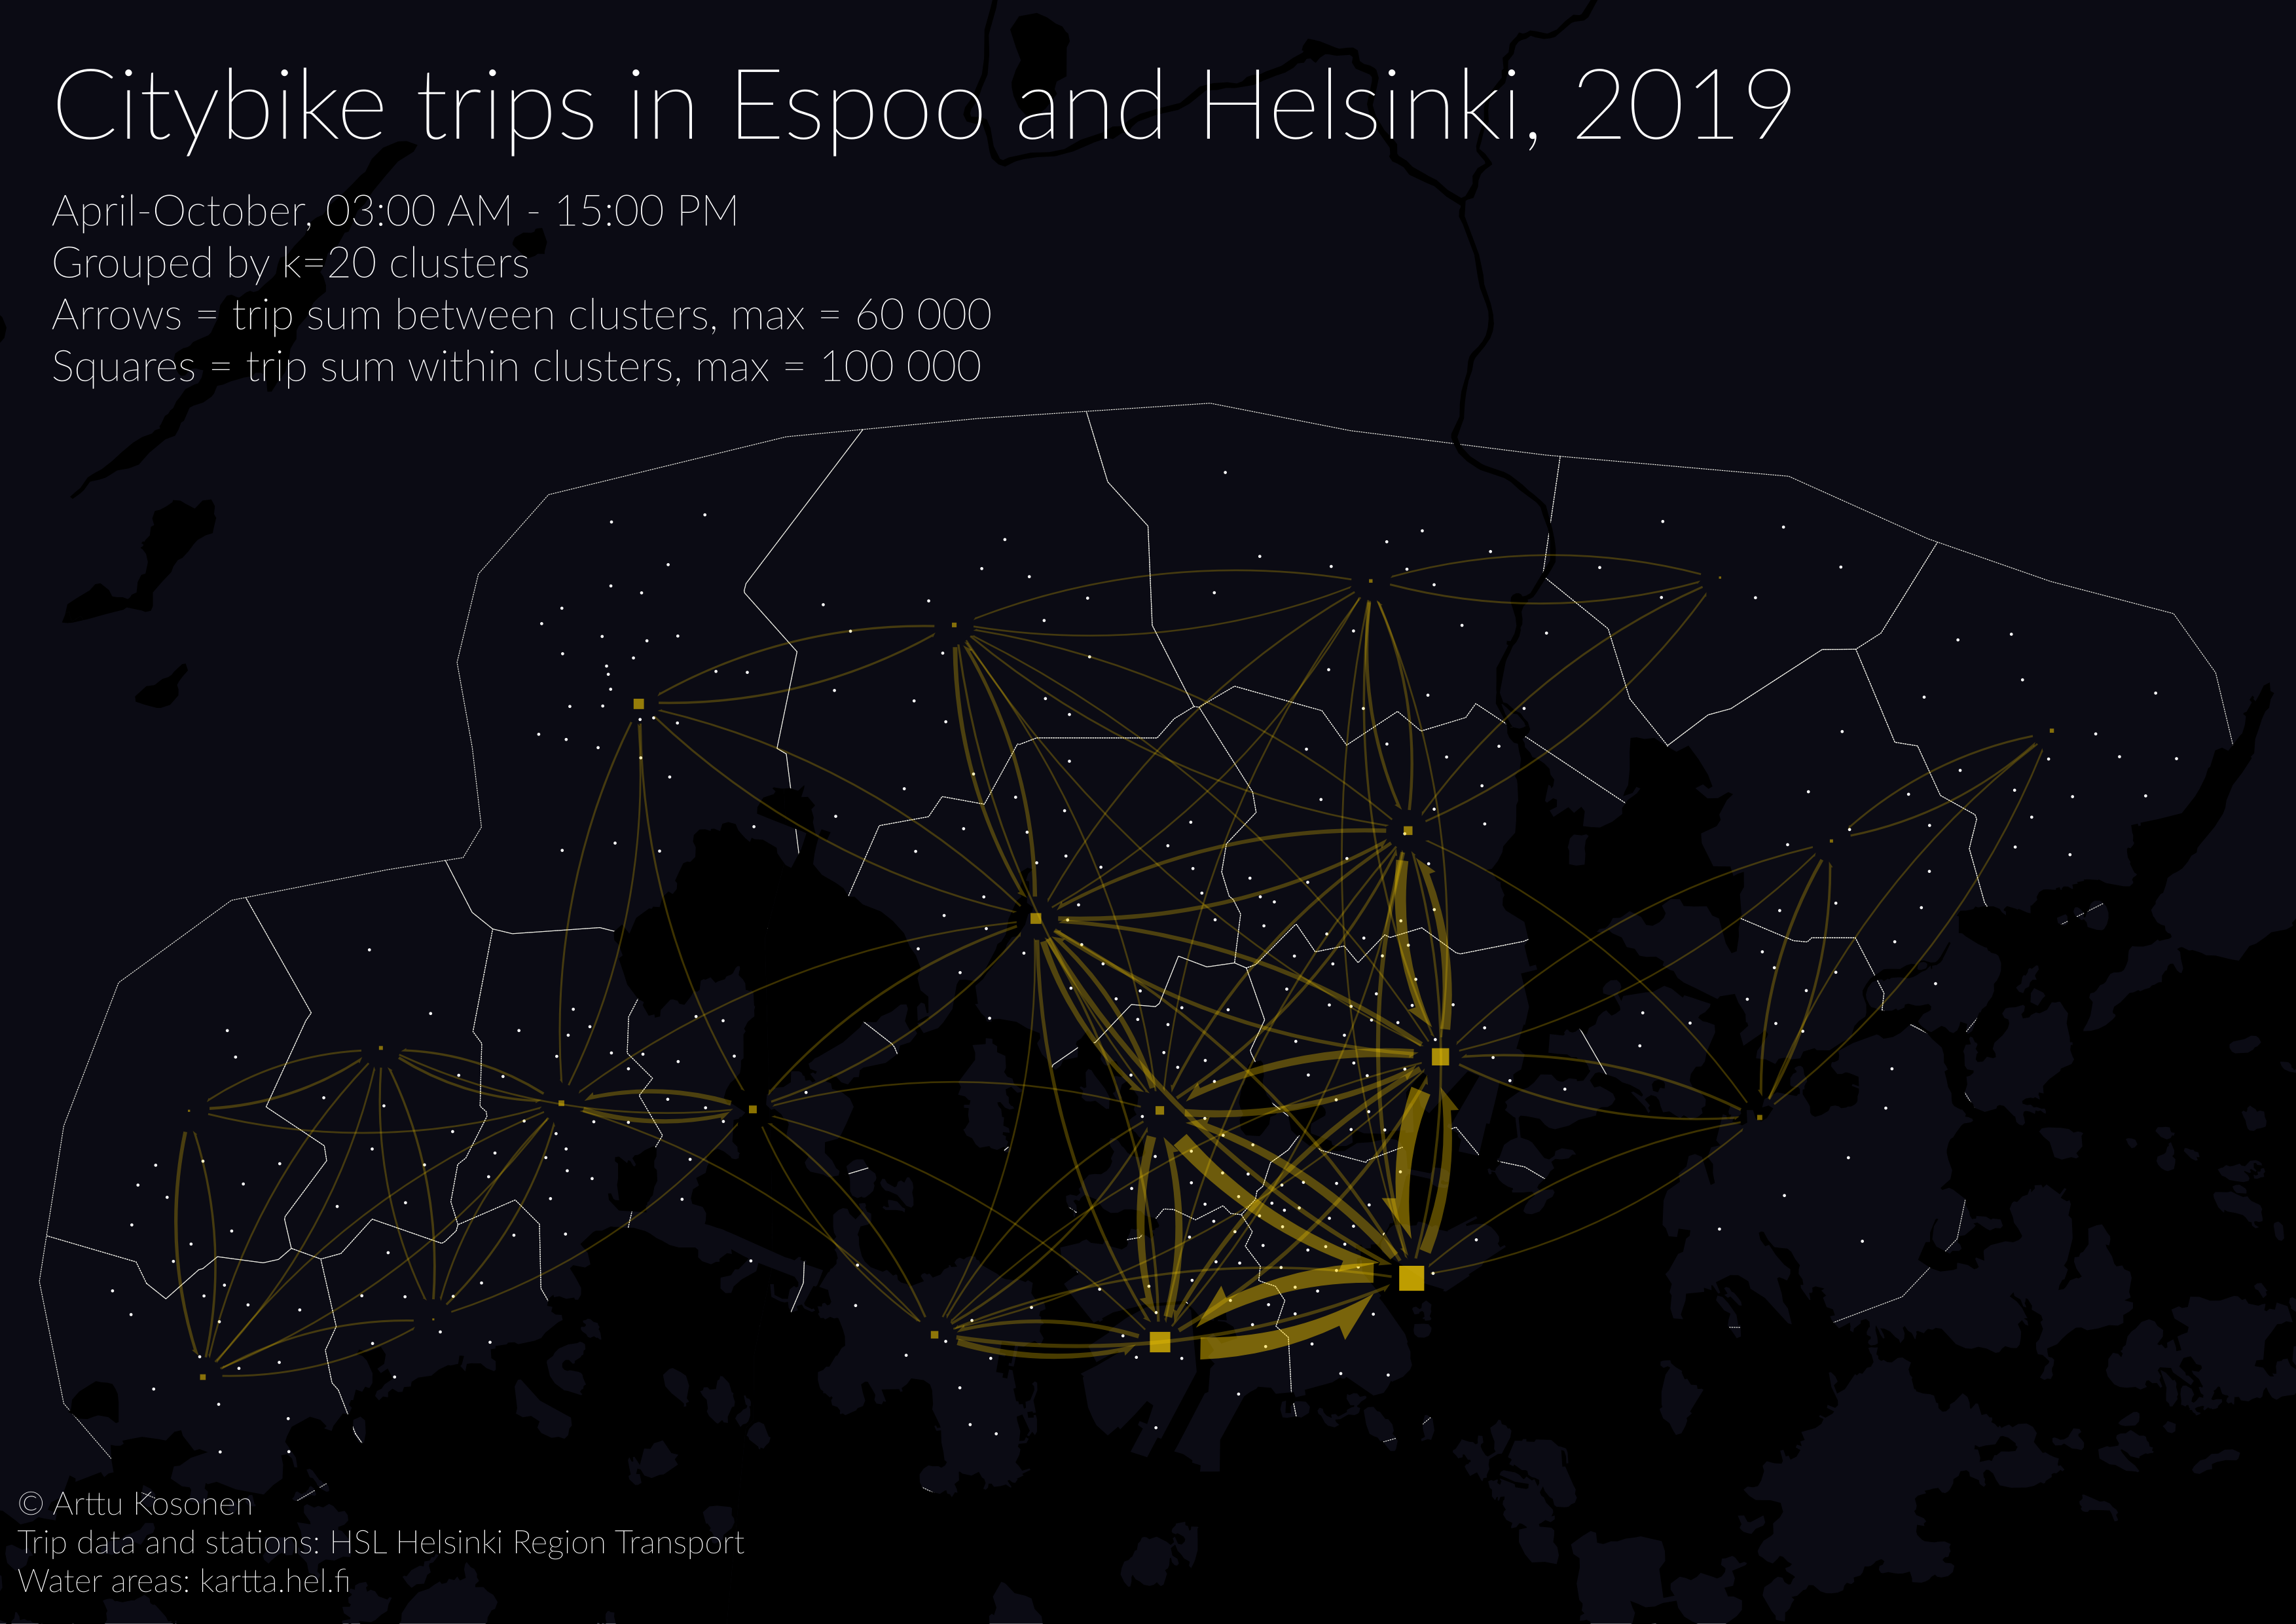 Citybike trips in Espoo and Helsinki, 2019
April-October, 03:00 AM - 15:00 PM
Grouped by k=20 clusters
Arrows = trip sum between clusters, max = 60 000
Squares = trip sum within clusters, max = 100 000
© Arttu Kosonen
Trip data and stations: HSL Helsinki Region Transport
Water areas: kartta.hel.fi